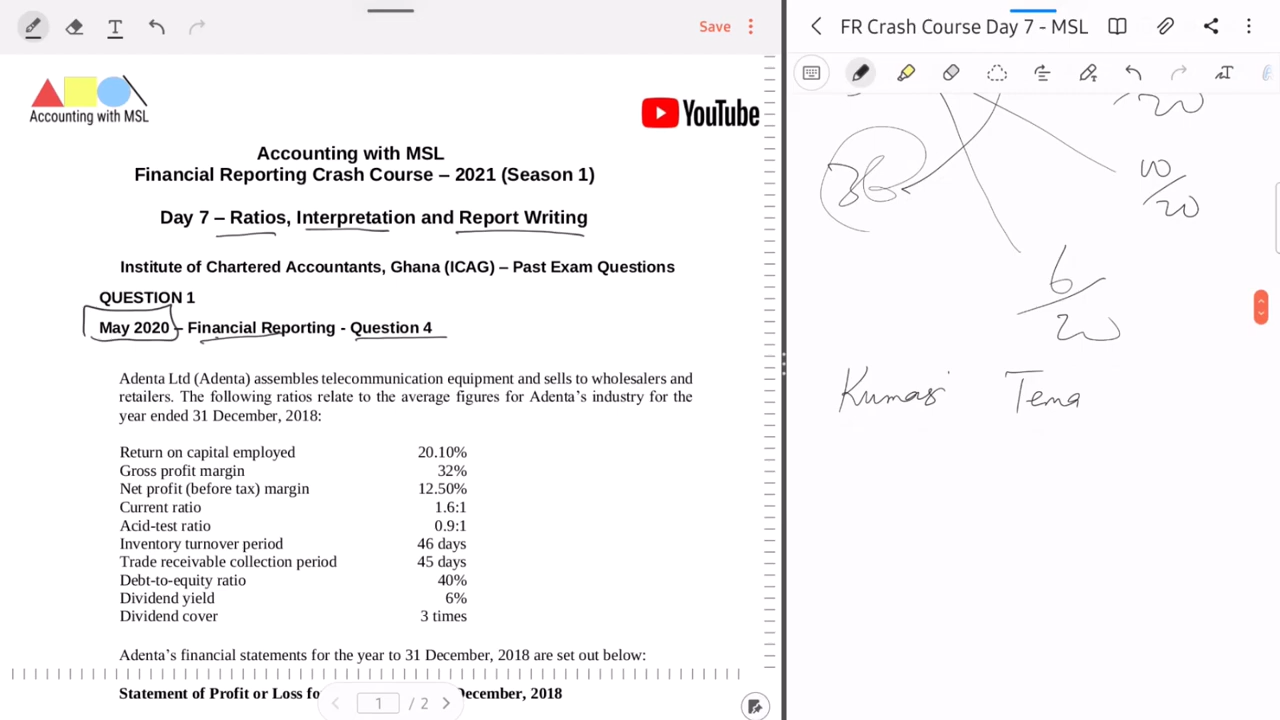 Save
Accounting with MSL
YouTube
Accounting with MSL
Financial Reporting Crash Course – 2021 (Season 1)
Day 7 – Ratios, Interpretation and Report Writing
Institute of Chartered Accountants, Ghana (ICAG) – Past Exam Questions
QUESTION 1
May 2020 – Financial Reporting - Question 4
Adenta Ltd (Adenta) assembles telecommunication equipment and sells to wholesalers and
retailers. The following ratios relate to the average figures for Adenta's industry for the
year ended 31 December, 2018:
Return on capital employed 20.10%
Gross profit margin 32%
Net profit (before tax) margin 12.50%
Current ratio 1.6:1
Acid-test ratio 0.9:1
Inventory turnover period 46 days
Trade receivable collection period 45 days
Debt-to-equity ratio 40%
Dividend yield 6%
Dividend cover 3 times
Adenta's financial statements for the year to 31 December, 2018 are set out below:
Statement of Profit or Loss fo
ecember, 2018
1 / 2
FR Crash Course Day 7 - MSL
20
10
20
36
6
20
Kumasi Tema